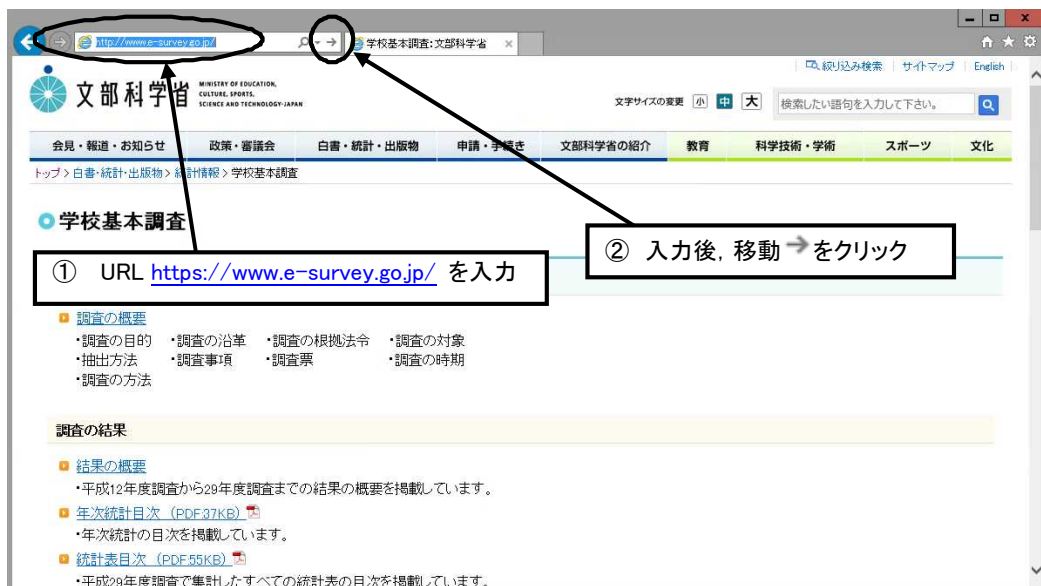 http://www.e-survey.go.jp/
学校基本調査:文部科学省 ×
絞り込み検索 サイトマップ English
文部科学省
MINISTRY OF EDUCATION,
CULTURE, SPORTS,
SCIENCE AND TECHNOLOGY-JAPAN
文字サイズの変更 小 中 大 検索したい語句を入力して下さい。
会見・報道・お知らせ 政策・審議会 白書・統計・出版物 申請・手続き 文部科学省の紹介 教育 科学技術・学術 スポーツ 文化
トップ > 白書・統計・出版物 > 統計情報 > 学校基本調査
学校基本調査
② 入力後，移動→をクリック
① URL https://www.e-survey.go.jp/ を入力
調査の概要
・調査の目的 ・調査の沿革 ・調査の根拠法令 ・調査の対象
・抽出方法 ・調査事項 ・調査票 ・調査の時期
・調査の方法
調査の結果
結果の概要
・平成12年度調査から29年度調査までの結果の概要を掲載しています。
年次統計目次 (PDF:37KB)
・年次統計の目次を掲載しています。
統計表目次 (PDF:55KB)
・平成29年度調査で集計したすべての統計表の目次を掲載しています。